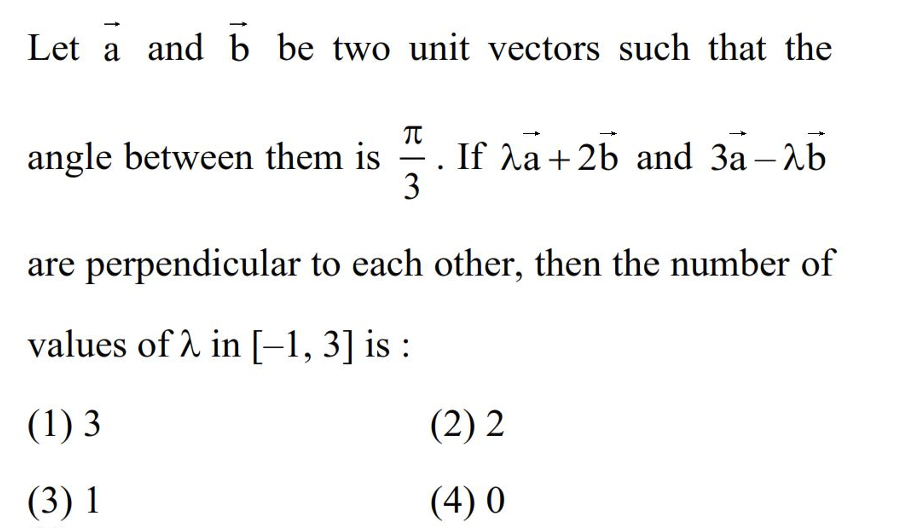 Let $\vec{a}$ and $\vec{b}$ be two unit vectors such that the
angle between them is $\frac{\pi}{3}$. If $\lambda\vec{a}+2\vec{b}$ and $3\vec{a}-\lambda\vec{b}$
are perpendicular to each other, then the number of
values of λ in [–1, 3] is :
(1) 3 (2) 2
(3) 1 (4) 0